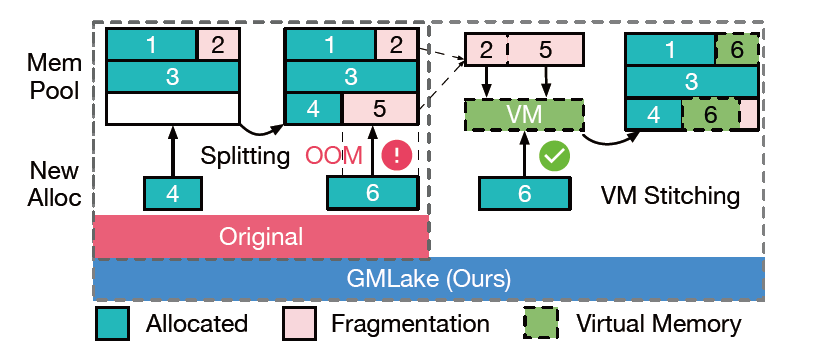 Mem
Pool
1 2
3
1 2
3
4 5
2 5
VM
1 6
3
4 6
Splitting
OOM
!
New
Alloc
4
6
6
VM Stitching
Original
GMLake (Ours)
Allocated
Fragmentation
Virtual Memory